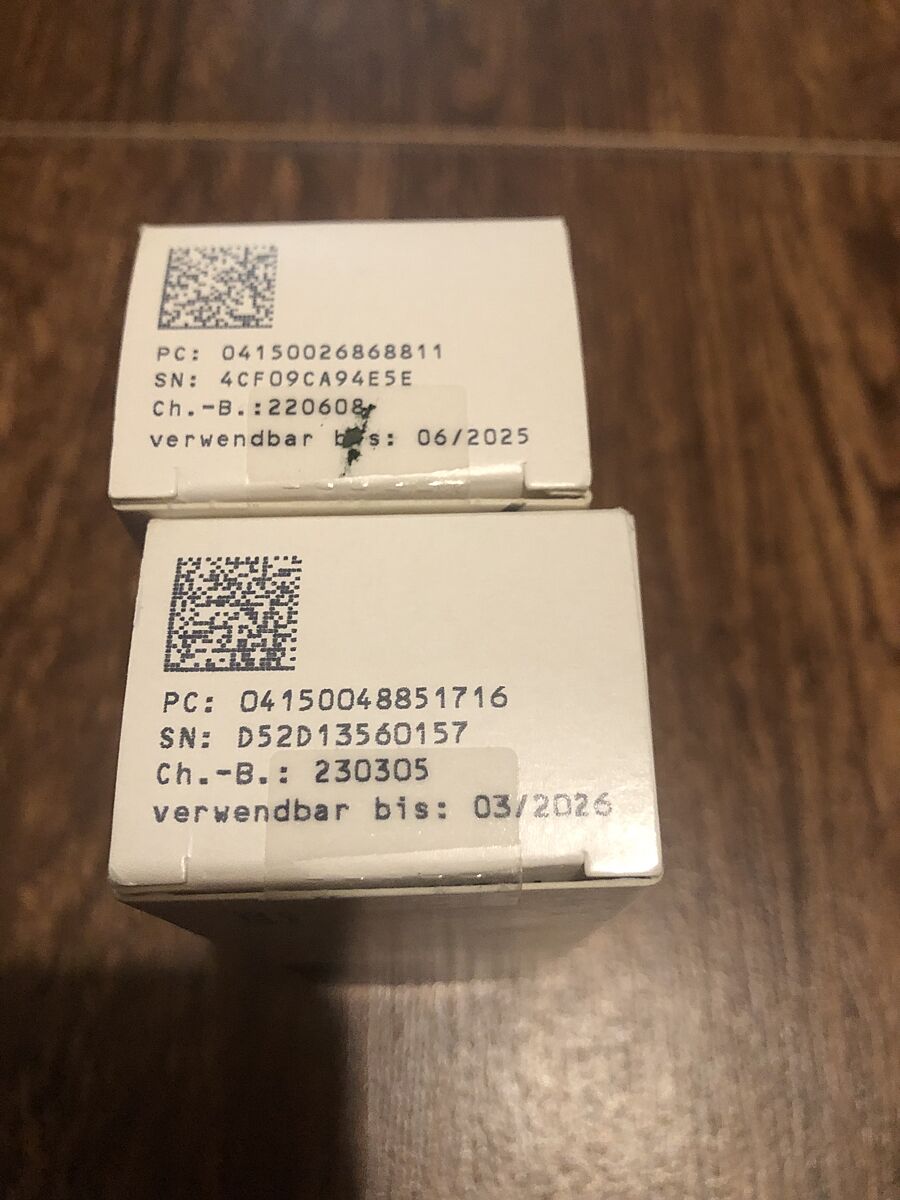 PC: 04150026868811
SN: 4CF09CA94E5E
Ch.-B.:220608
verwendbar bis: 06/2025
PC: 04150048851716
SN: D52D13560157
Ch.-B.: 230305
verwendbar bis: 03/2026